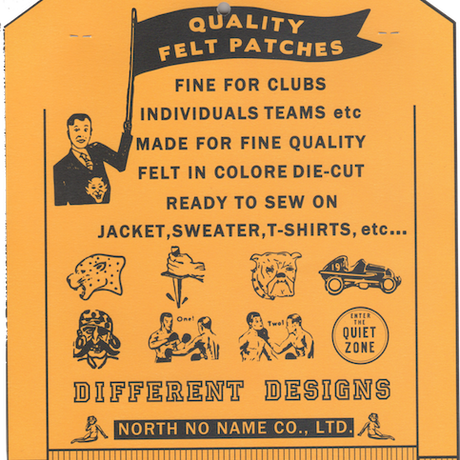 QUALITY
FELT PATCHES
FINE FOR CLUBS
INDIVIDUALS TEAMS etc
MADE FOR FINE QUALITY
FELT IN COLORE DIE-CUT
READY TO SEW ON
JACKET,SWEATER,T-SHIRTS, etc...
19
One!
Two!
ENTER
THE
QUIET
ZONE
DIFFERENT DESIGNS
NORTH NO NAME CO., LTD.